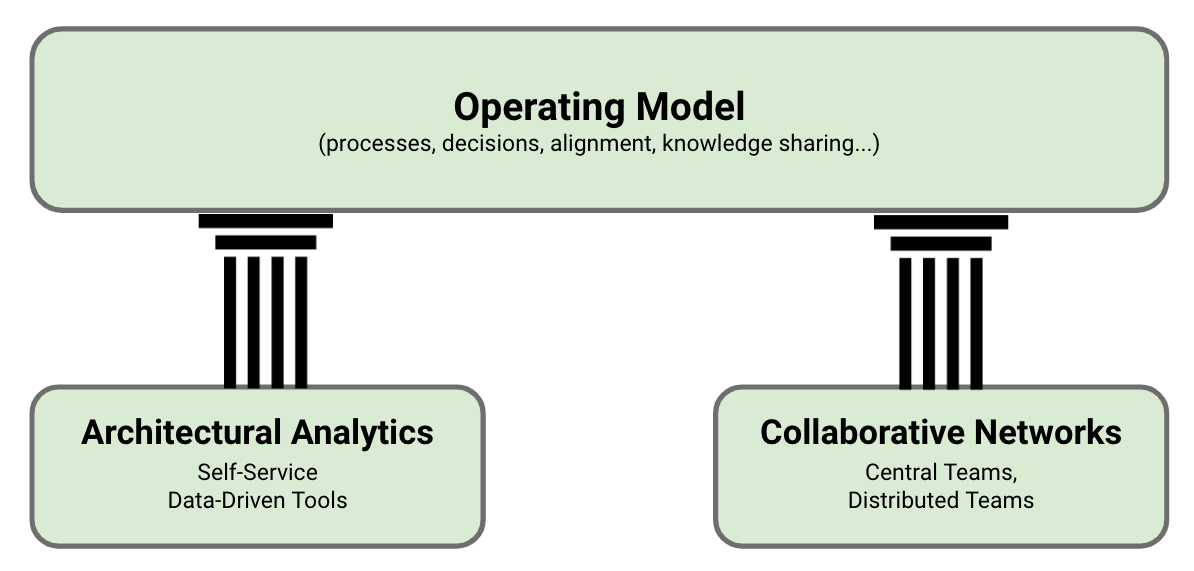 Operating Model
(processes, decisions, alignment, knowledge sharing...)
Architectural Analytics
Self-Service
Data-Driven Tools
Collaborative Networks
Central Teams,
Distributed Teams